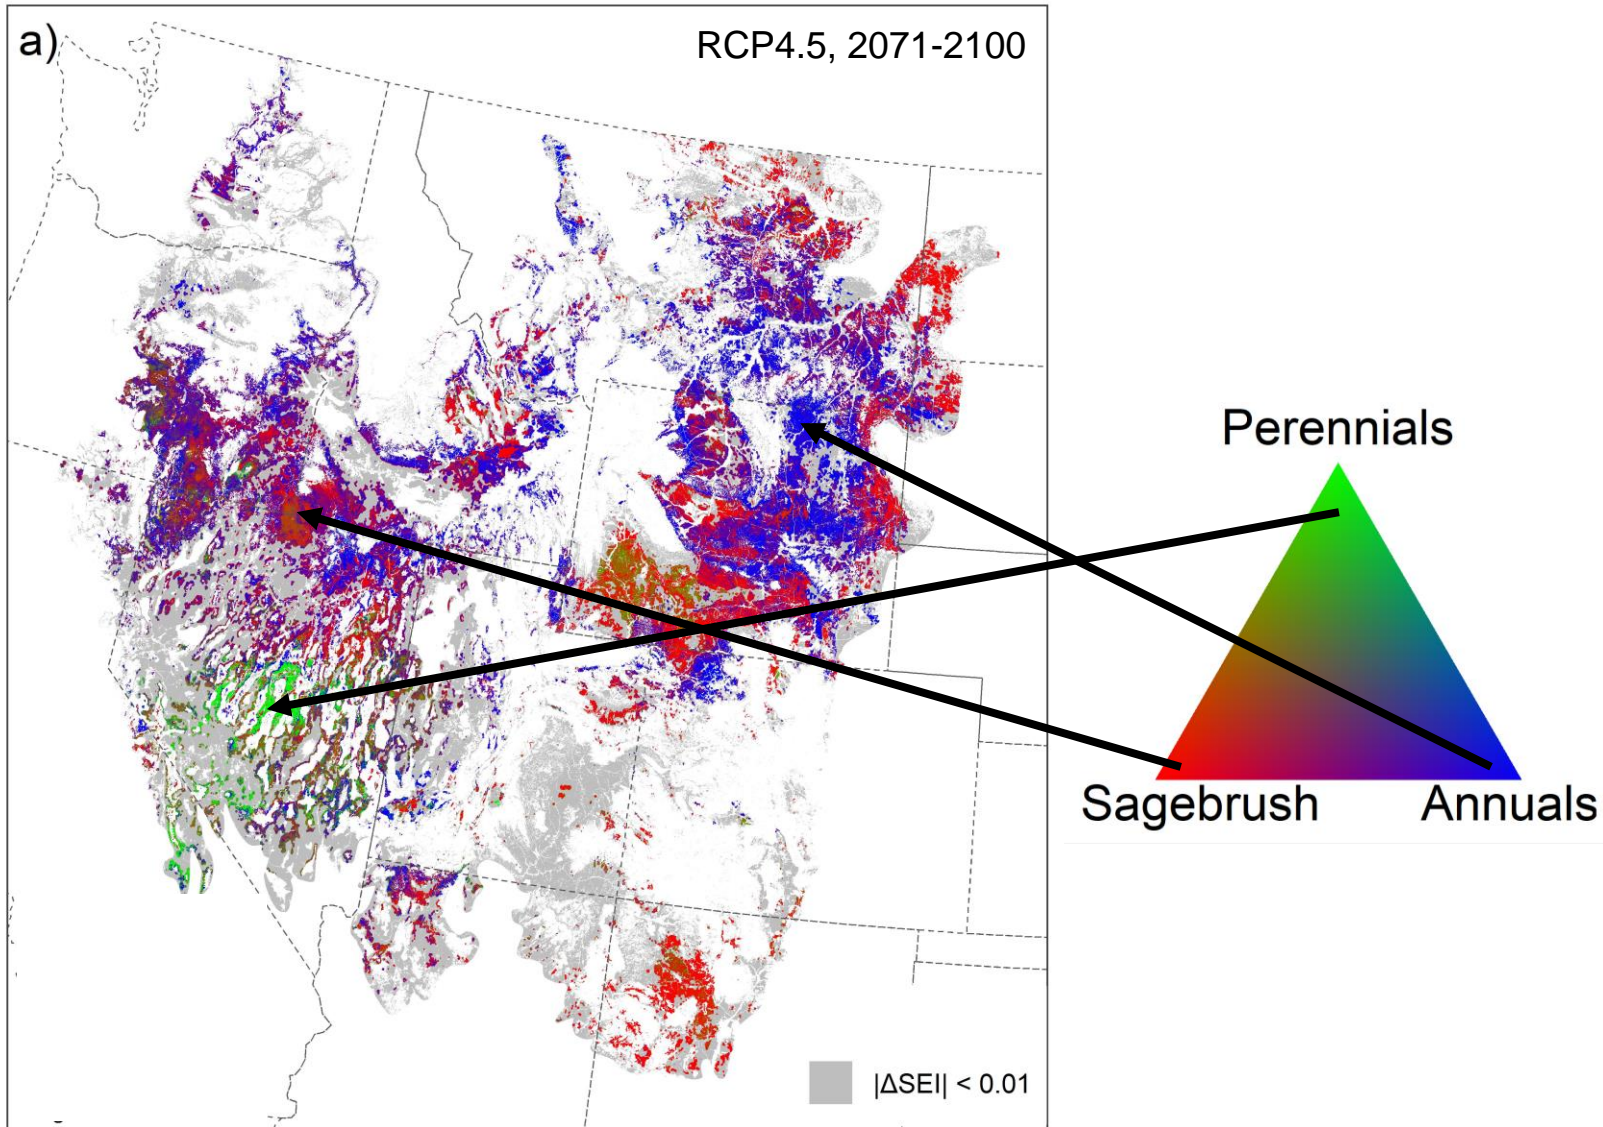 a)
RCP4.5, 2071-2100
Perennials
Sagebrush
Annuals
|ΔSEI| < 0.01